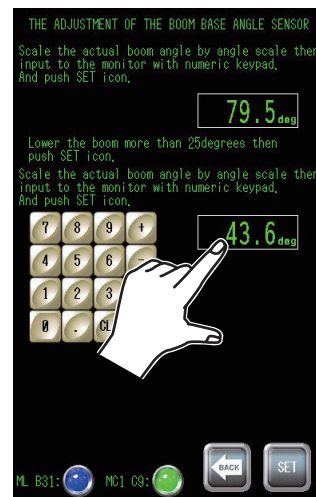 THE ADJUSTMENT OF THE BOOM BASE ANGLE SENSOR
Scale the actual boom angle by angle scale then
input to the monitor with numeric keypad,
And push SET icon,
79.5deg
Lower the boom more than 25degrees then
push SET icon,
Scale the actual boom angle by angle scale then
input to the monitor with numeric keypad,
And push SET icon,
43.6deg
7 8 9 +
4 5 6 -
1 2 3
0 . CL
BACK SET
ML B31: MC1 C9: